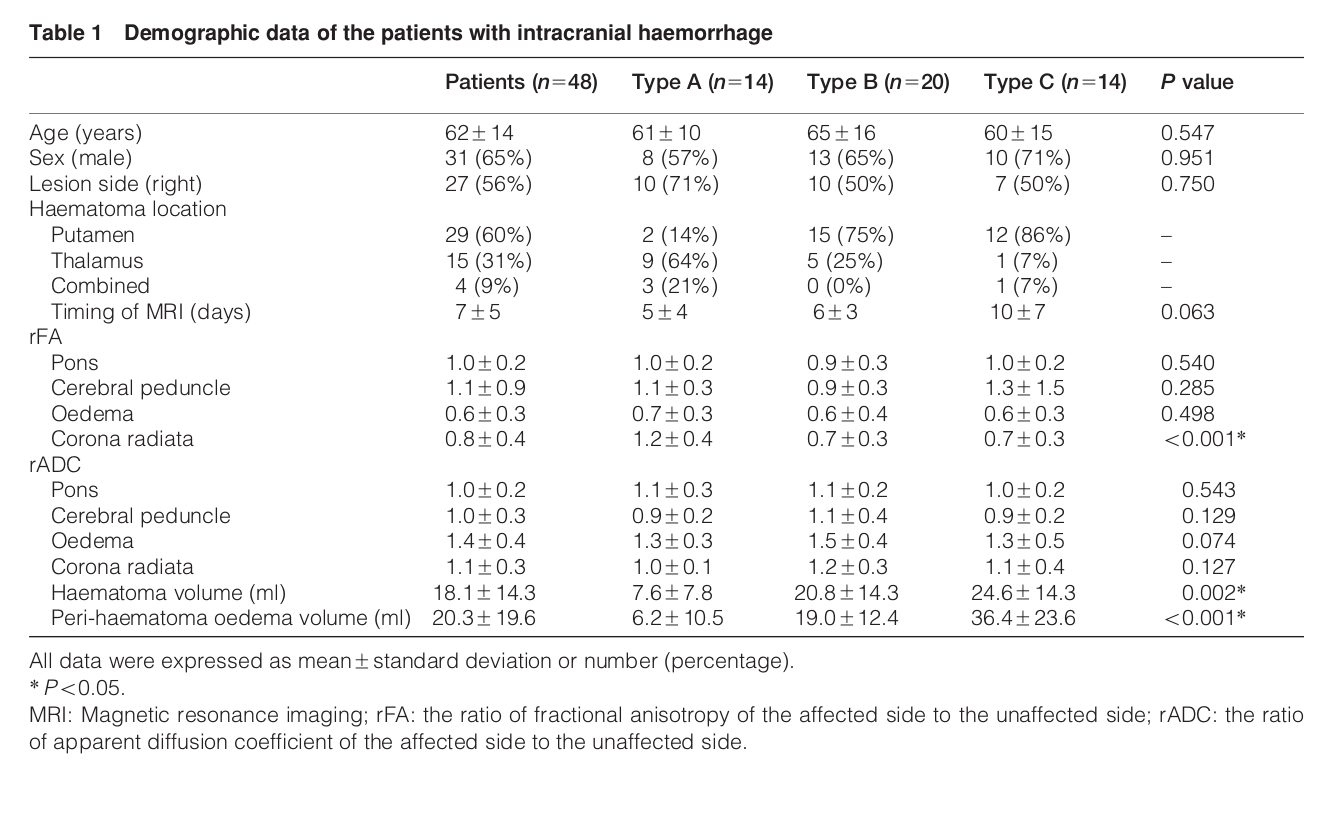 Table 1 Demographic data of the patients with intracranial haemorrhage
Patients (n=48) Type A (n=14) Type B (n=20) Type C (n=14) P value
Age (years) 62±14 61±10 65±16 60±15 0.547
Sex (male) 31 (65%) 8 (57%) 13 (65%) 10 (71%) 0.951
Lesion side (right) 27 (56%) 10 (71%) 10 (50%) 7 (50%) 0.750
Haematoma location
Putamen 29 (60%) 2 (14%) 15 (75%) 12 (86%) –
Thalamus 15 (31%) 9 (64%) 5 (25%) 1 (7%) –
Combined 4 (9%) 3 (21%) 0 (0%) 1 (7%) –
Timing of MRI (days) 7±5 5±4 6±3 10±7 0.063
rFA
Pons 1.0±0.2 1.0±0.2 0.9±0.3 1.0±0.2 0.540
Cerebral peduncle 1.1±0.9 1.1±0.3 0.9±0.3 1.3±1.5 0.285
Oedema 0.6±0.3 0.7±0.3 0.6±0.4 0.6±0.3 0.498
Corona radiata 0.8±0.4 1.2±0.4 0.7±0.3 0.7±0.3 <0.001*
rADC
Pons 1.0±0.2 1.1±0.3 1.1±0.2 1.0±0.2 0.543
Cerebral peduncle 1.0±0.3 0.9±0.2 1.1±0.4 0.9±0.2 0.129
Oedema 1.4±0.4 1.3±0.3 1.5±0.4 1.3±0.5 0.074
Corona radiata 1.1±0.3 1.0±0.1 1.2±0.3 1.1±0.4 0.127
Haematoma volume (ml) 18.1±14.3 7.6±7.8 20.8±14.3 24.6±14.3 0.002*
Peri-haematoma oedema volume (ml) 20.3±19.6 6.2±10.5 19.0±12.4 36.4±23.6 <0.001*
All data were expressed as mean±standard deviation or number (percentage).
* P<0.05.
MRI: Magnetic resonance imaging; rFA: the ratio of fractional anisotropy of the affected side to the unaffected side; rADC: the ratio
of apparent diffusion coefficient of the affected side to the unaffected side.